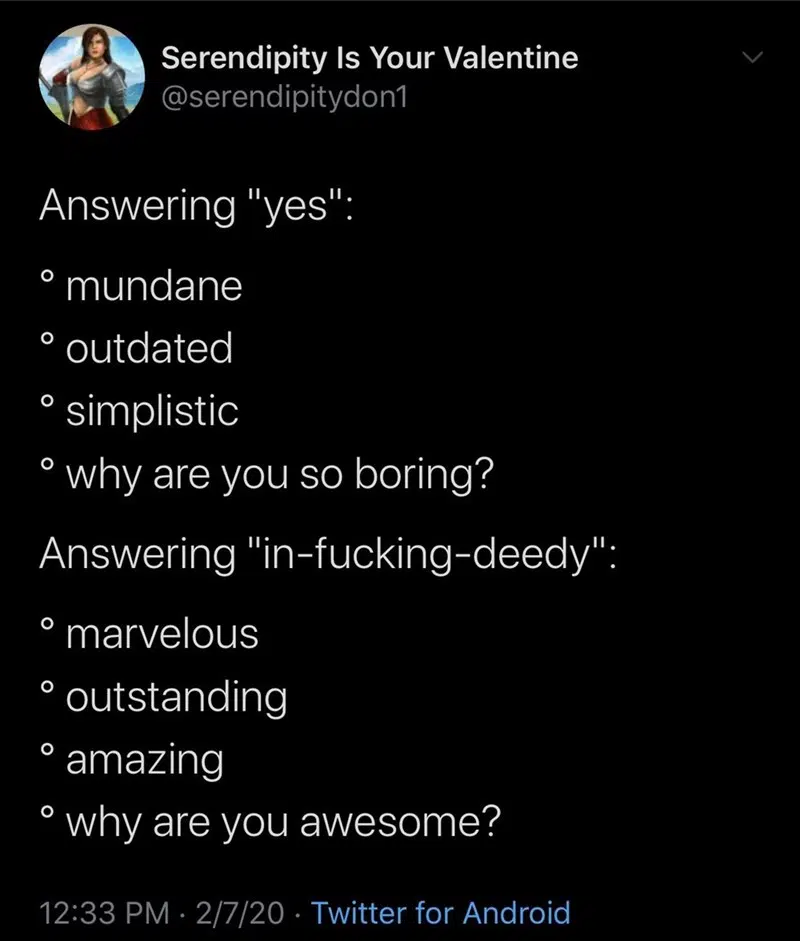 Serendipity Is Your Valentine
@serendipitydon1
Answering "yes":
° mundane
° outdated
° simplistic
° why are you so boring?
Answering "in-fucking-deedy":
° marvelous
° outstanding
° amazing
° why are you awesome?
12:33 PM · 2/7/20 · Twitter for Android